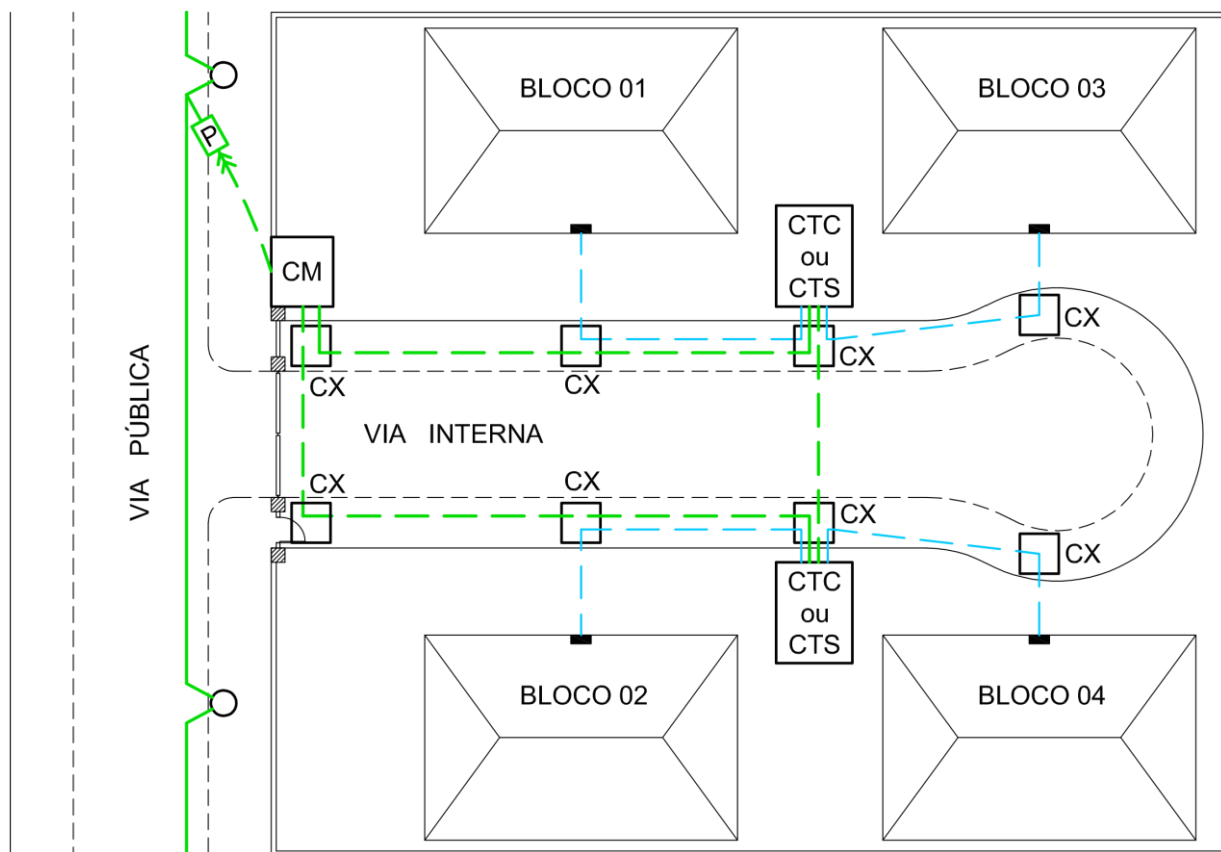 BLOCO 01
BLOCO 03
P
CTC
ou
CTS
CM
CX
CX
CX
CX
VIA INTERNA
VIA PÚBLICA
CX
CX
CX
CX
CTC
ou
CTS
BLOCO 02
BLOCO 04